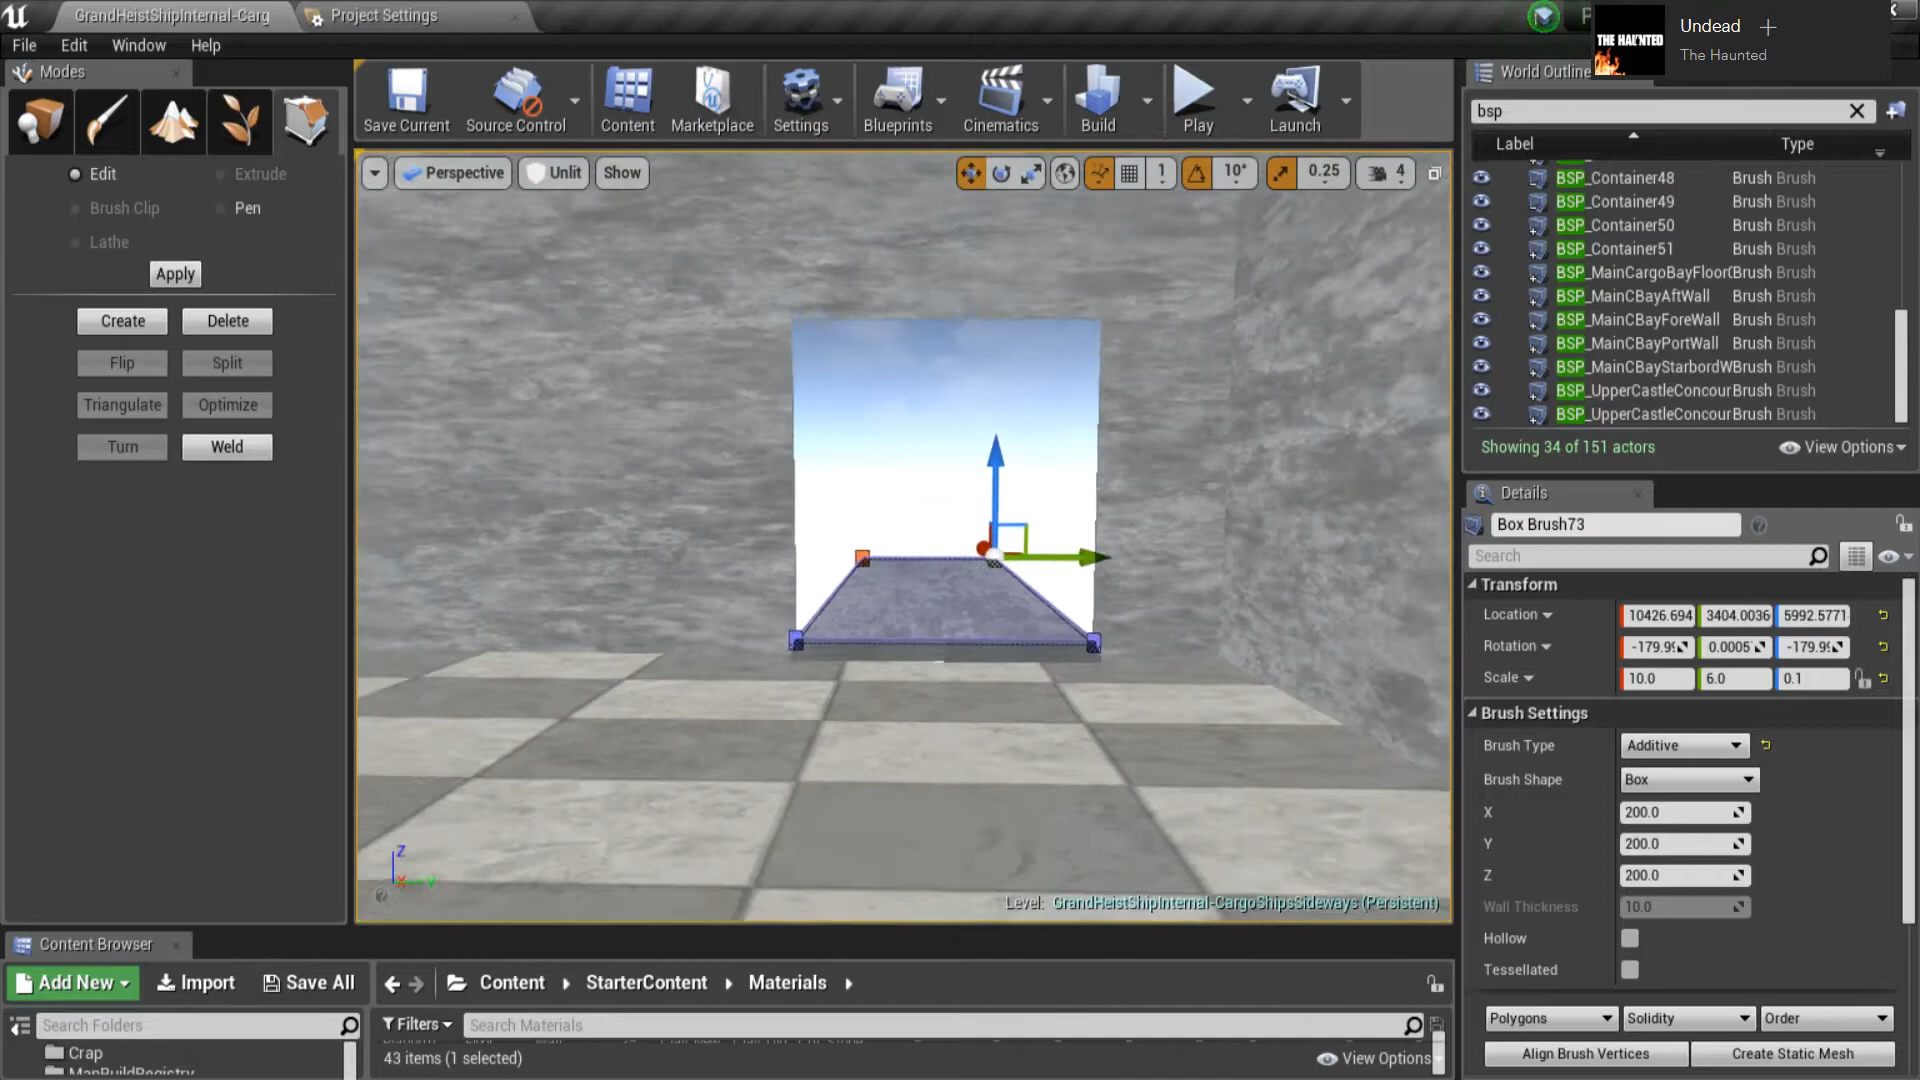 GrandHeistShipInternal-Carg
Project Settings
THE HAUNTED
Undead
The Haunted
File Edit Window Help
Modes
Edit Extrude
Brush Clip Pen
Lathe
Apply
Create Delete
Flip Split
Triangulate Optimize
Turn Weld
Save Current Source Control Content Marketplace Settings Blueprints Cinematics Build Play Launch
Perspective Unlit Show
1 10° 0.25 4
Level: GrandHeistShipInternal-CargoShipsSideways (Persistent)
Z
X Y
World Outline
bsp
Label Type
BSP_Container48 Brush Brush
BSP_Container49 Brush Brush
BSP_Container50 Brush Brush
BSP_Container51 Brush Brush
BSP_MainCargoBayFloor Brush Brush
BSP_MainCBayAftWall Brush Brush
BSP_MainCBayForeWall Brush Brush
BSP_MainCBayPortWall Brush Brush
BSP_MainCBayStarbordW Brush Brush
BSP_UpperCastleConcour Brush Brush
BSP_UpperCastleConcour Brush Brush
Showing 34 of 151 actors View Options
Details
Box Brush73
Search
Transform
Location 10426.694 3404.0036 5992.5771
Rotation -179.99 0.0005 -179.99
Scale 10.0 6.0 0.1
Brush Settings
Brush Type Additive
Brush Shape Box
X 200.0
Y 200.0
Z 200.0
Wall Thickness 10.0
Hollow
Tessellated
Polygons Solidity Order
Align Brush Vertices Create Static Mesh
Content Browser
Add New Import Save All Content StarterContent Materials
Search Folders
Filters Search Materials
Crap
MapBuildRegistry
43 items (1 selected) View Options